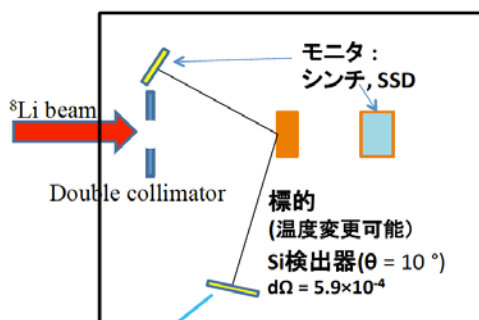 モニタ：
シンチ, SSD
⁸Li beam
Double collimator
標的
(温度変更可能）
Si検出器(θ = 10 °)
dΩ = 5.9×10⁻⁴